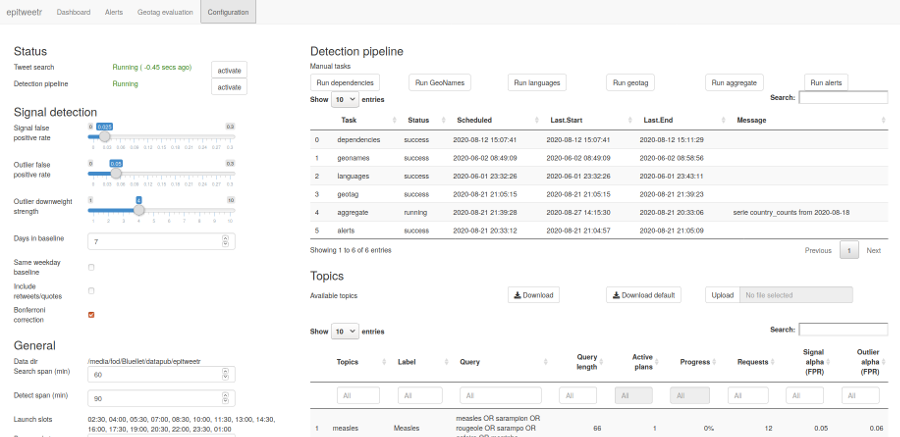 epitweetr Dashboard Alerts Geotag evaluation Configuration
Status
Tweet search Running ( -0.45 secs ago) activate
Detection pipeline Running activate
Signal detection
Signal false positive rate
0 0.025 0.3
0 0.03 0.06 0.09 0.12 0.15 0.18 0.21 0.24 0.27 0.3
Outlier false positive rate
0 0.05 0.3
0 0.03 0.06 0.09 0.12 0.15 0.18 0.21 0.24 0.27 0.3
Outlier downweight strength
1 4 10
1 2 3 4 5 6 7 8 9 10
Days in baseline 7
Same weekday baseline
Include retweets/quotes
Bonferroni correction
General
Data dir /media/fod/Bluellet/datapub/epitweetr
Search span (min) 60
Detect span (min) 90
Launch slots 02:30, 04:00, 05:30, 07:00, 08:30, 10:00, 11:30, 13:00, 14:30,
16:00, 17:30, 19:00, 20:30, 22:00, 23:30, 01:00
Detection pipeline
Manual tasks
Run dependencies Run GeoNames Run languages Run geotag Run aggregate Run alerts
Show 10 entries Search:
Task Status Scheduled Last.Start Last.End Message
0 dependencies success 2020-08-12 15:07:41 2020-08-12 15:07:41 2020-08-12 15:11:29
1 geonames success 2020-06-02 08:49:09 2020-06-02 08:49:09 2020-06-02 08:58:56
2 languages success 2020-06-01 23:32:26 2020-06-01 23:32:26 2020-06-01 23:43:11
3 geotag success 2020-08-21 21:05:15 2020-08-21 21:05:15 2020-08-21 21:39:23
4 aggregate running 2020-08-21 21:39:28 2020-08-27 14:15:30 2020-08-21 20:33:06 serie country_counts from 2020-08-18
5 alerts success 2020-08-21 20:33:12 2020-08-21 21:04:57 2020-08-21 21:05:09
Showing 1 to 6 of 6 entries Previous 1 Next
Topics
Available topics Download Download default Upload No file selected
Show 10 entries Search:
Topics Label Query Query length Active plans Progress Requests Signal alpha (FPR) Outlier alpha (FPR)
All All All All All All All All All
1 measles Measles measles OR sarampion OR 66 1 0% 12 0.05 0.06
rougeole OR sarampo OR